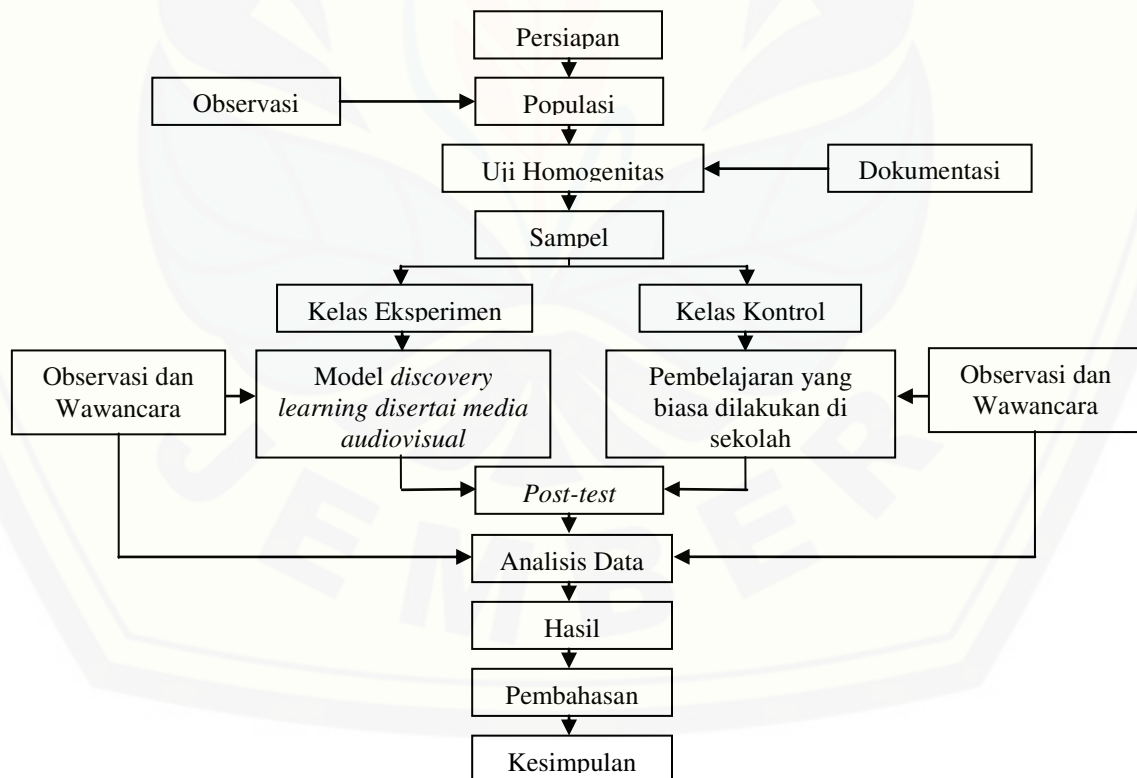 Persiapan
Observasi
Populasi
Uji Homogenitas
Dokumentasi
Sampel
Kelas Eksperimen
Kelas Kontrol
Observasi dan
Wawancara
Model discovery
learning disertai media
audiovisual
Pembelajaran yang
biasa dilakukan di
sekolah
Observasi dan
Wawancara
Post-test
Analisis Data
Hasil
Pembahasan
Kesimpulan
JEMBER